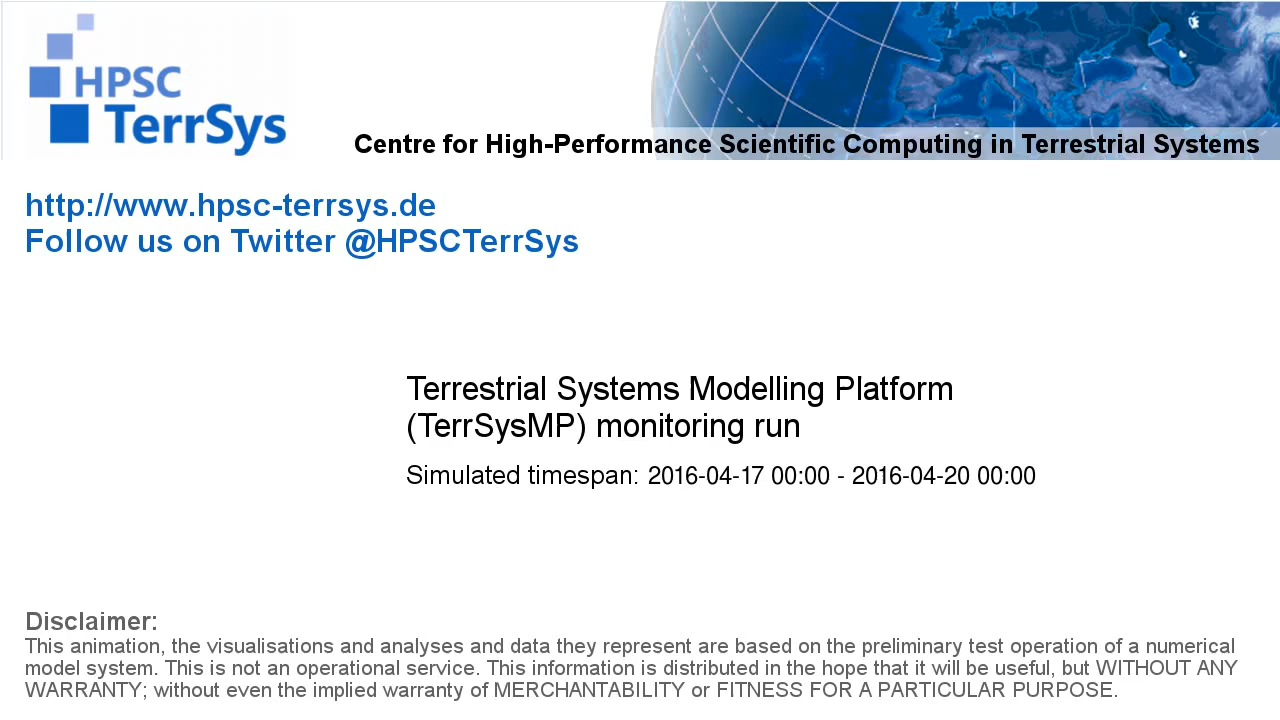 HPSC
TerrSys
Centre for High-Performance Scientific Computing in Terrestrial Systems
http://www.hpsc-terrsys.de
Follow us on Twitter @HPSCTerrSys
Terrestrial Systems Modelling Platform
(TerrSysMP) monitoring run
Simulated timespan: 2016-04-17 00:00 - 2016-04-20 00:00
Disclaimer:
This animation, the visualisations and analyses and data they represent are based on the preliminary test operation of a numerical
model system. This is not an operational service. This information is distributed in the hope that it will be useful, but WITHOUT ANY
WARRANTY; without even the implied warranty of MERCHANTABILITY or FITNESS FOR A PARTICULAR PURPOSE.